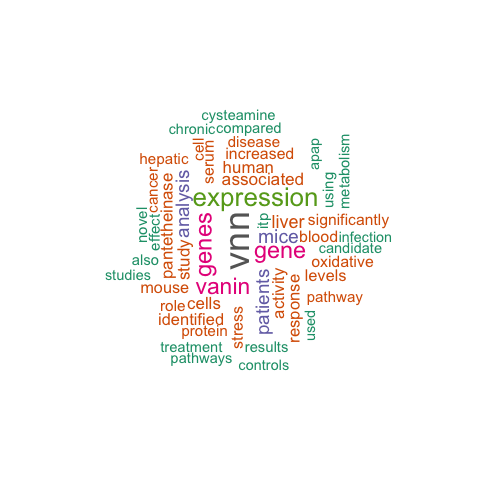 cysteamine
chronic compared
cell
serum
disease
increased
human
associated
apap
using
metabolism
hepatic
cancer
pantetheinase
analysis
expression
novel
effect
study
genes
vnn
itp
liver
significantly
mice
blood
infection
gene
candidate
also
oxidative
studies
mouse
vanin
patients
activity
response
levels
pathway
role
cells
identified
protein
stress
used
treatment
results
pathways
controls